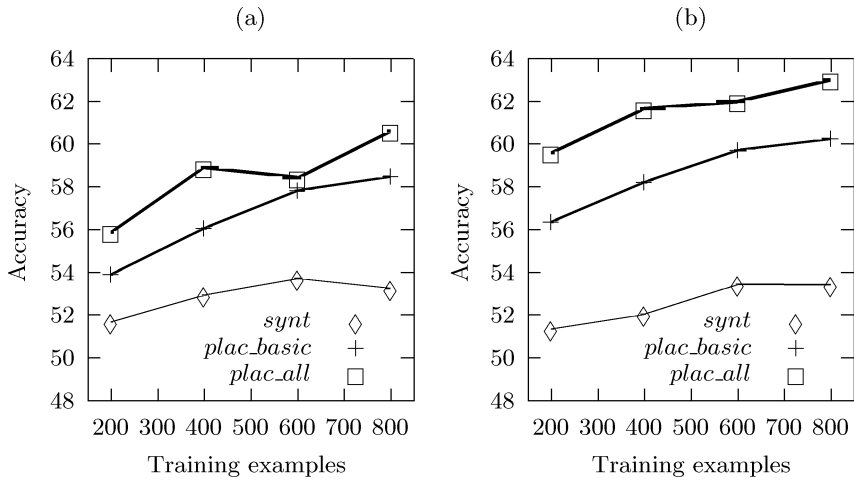 (a)
Accuracy
64
62
60
58
56
54
52
50
48
synt
plac_basic
plac_all
200 300 400 500 600 700 800
Training examples
(b)
Accuracy
64
62
60
58
56
54
52
50
48
synt
plac_basic
plac_all
200 300 400 500 600 700 800
Training examples